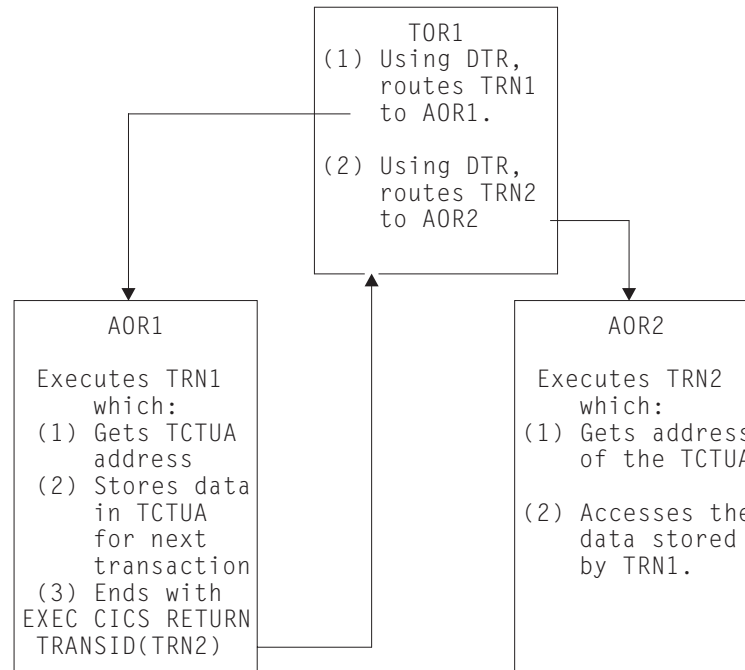 TOR1
(1) Using DTR,
routes TRN1
to AOR1.
(2) Using DTR,
routes TRN2
to AOR2
AOR1
Executes TRN1
which:
(1) Gets TCTUA
address
(2) Stores data
in TCTUA
for next
transaction
(3) Ends with
EXEC CICS RETURN
TRANSID(TRN2)
AOR2
Executes TRN2
which:
(1) Gets address
of the TCTUA
(2) Accesses the
data stored
by TRN1.